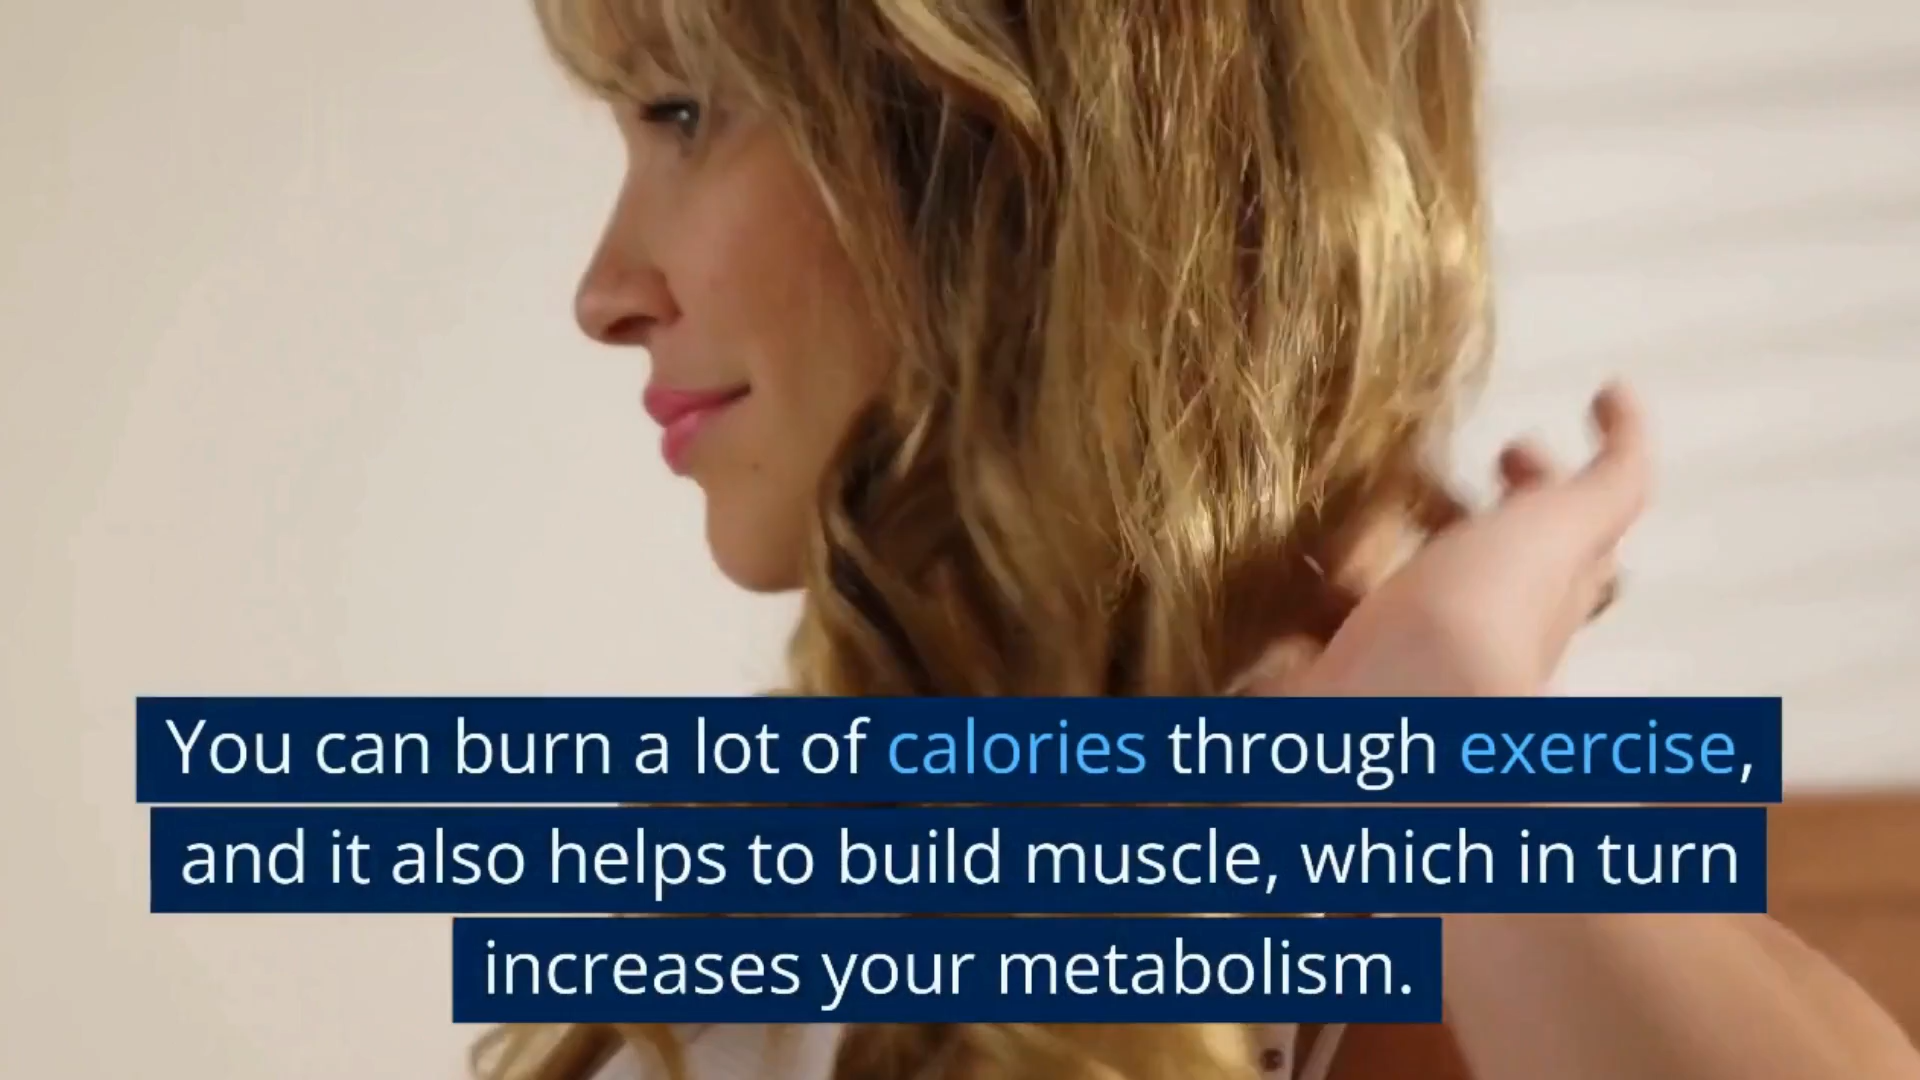 You can burn a lot of calories through exercise,
and it also helps to build muscle, which in turn
increases your metabolism.